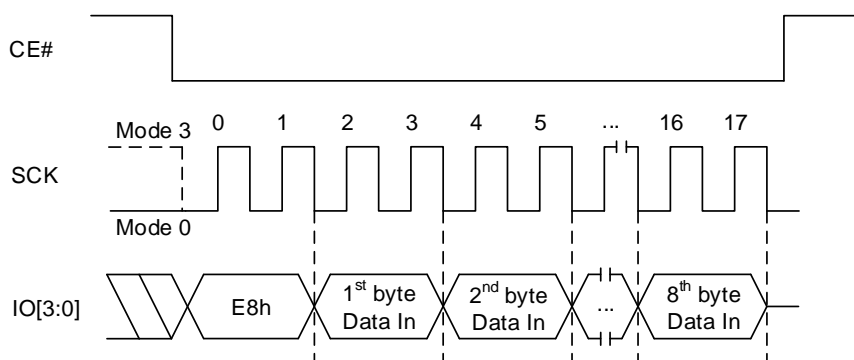 CE#
Mode 3 0 1 2 3 4 5 ... 16 17
SCK
Mode 0
IO[3:0] E8h 1st byte Data In 2nd byte Data In ... 8th byte Data In